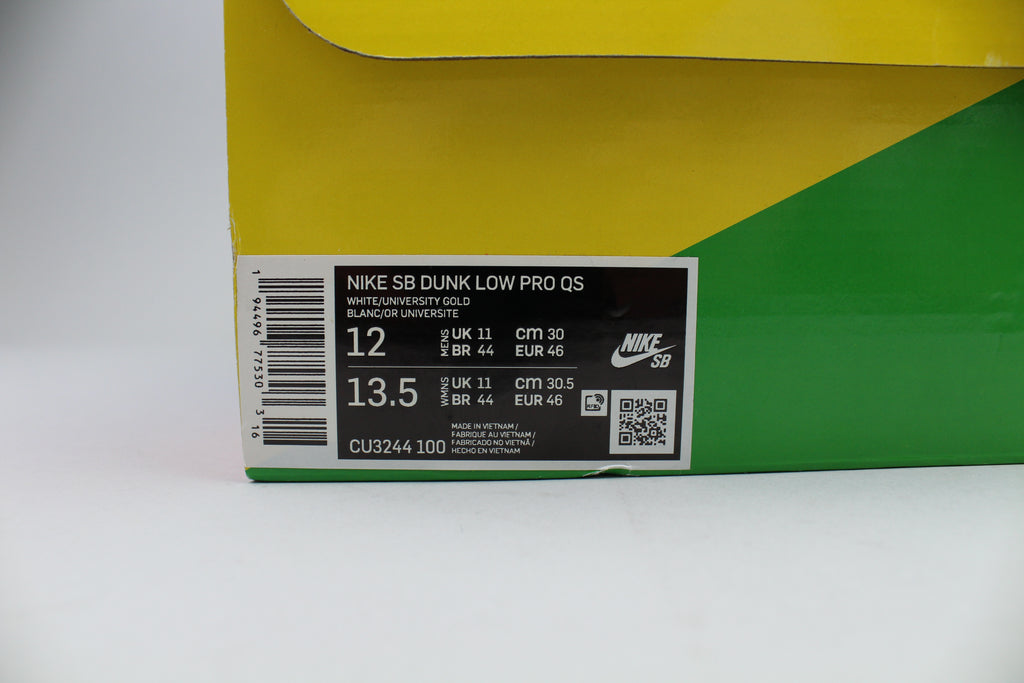 NIKE SB DUNK LOW PRO QS
WHITE/UNIVERSITY GOLD
BLANC/OR UNIVERSITE
12 MENS UK 11 cm 30
BR 44 EUR 46
13.5 WMNS UK 11 cm 30.5
BR 44 EUR 46
CU3244 100
MADE IN VIETNAM /
FABRIQUE AU VIETNAM /
FABRICADO NO VIETNÃ /
HECHO EN VIETNAM
NIKE
SB
1 94496 77530 3 16